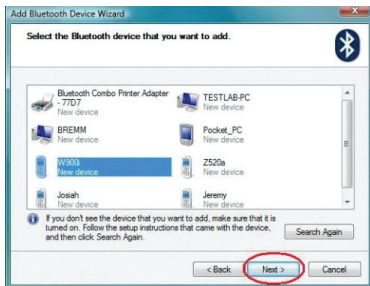 Add Bluetooth Device Wizard
Select the Bluetooth device that you want to add.
Bluetooth Combo Printer Adapter
- 77D7
New device
TESTLAB-PC
New device
BREMM
New device
Pocket_PC
New device
W900i
New device
Z520a
New device
Josiah
New device
Jeremy
New device
If you don't see the device that you want to add, make sure that it is
turned on. Follow the setup instructions that came with the device,
and then click Search Again.
Search Again
< Back
Next >
Cancel